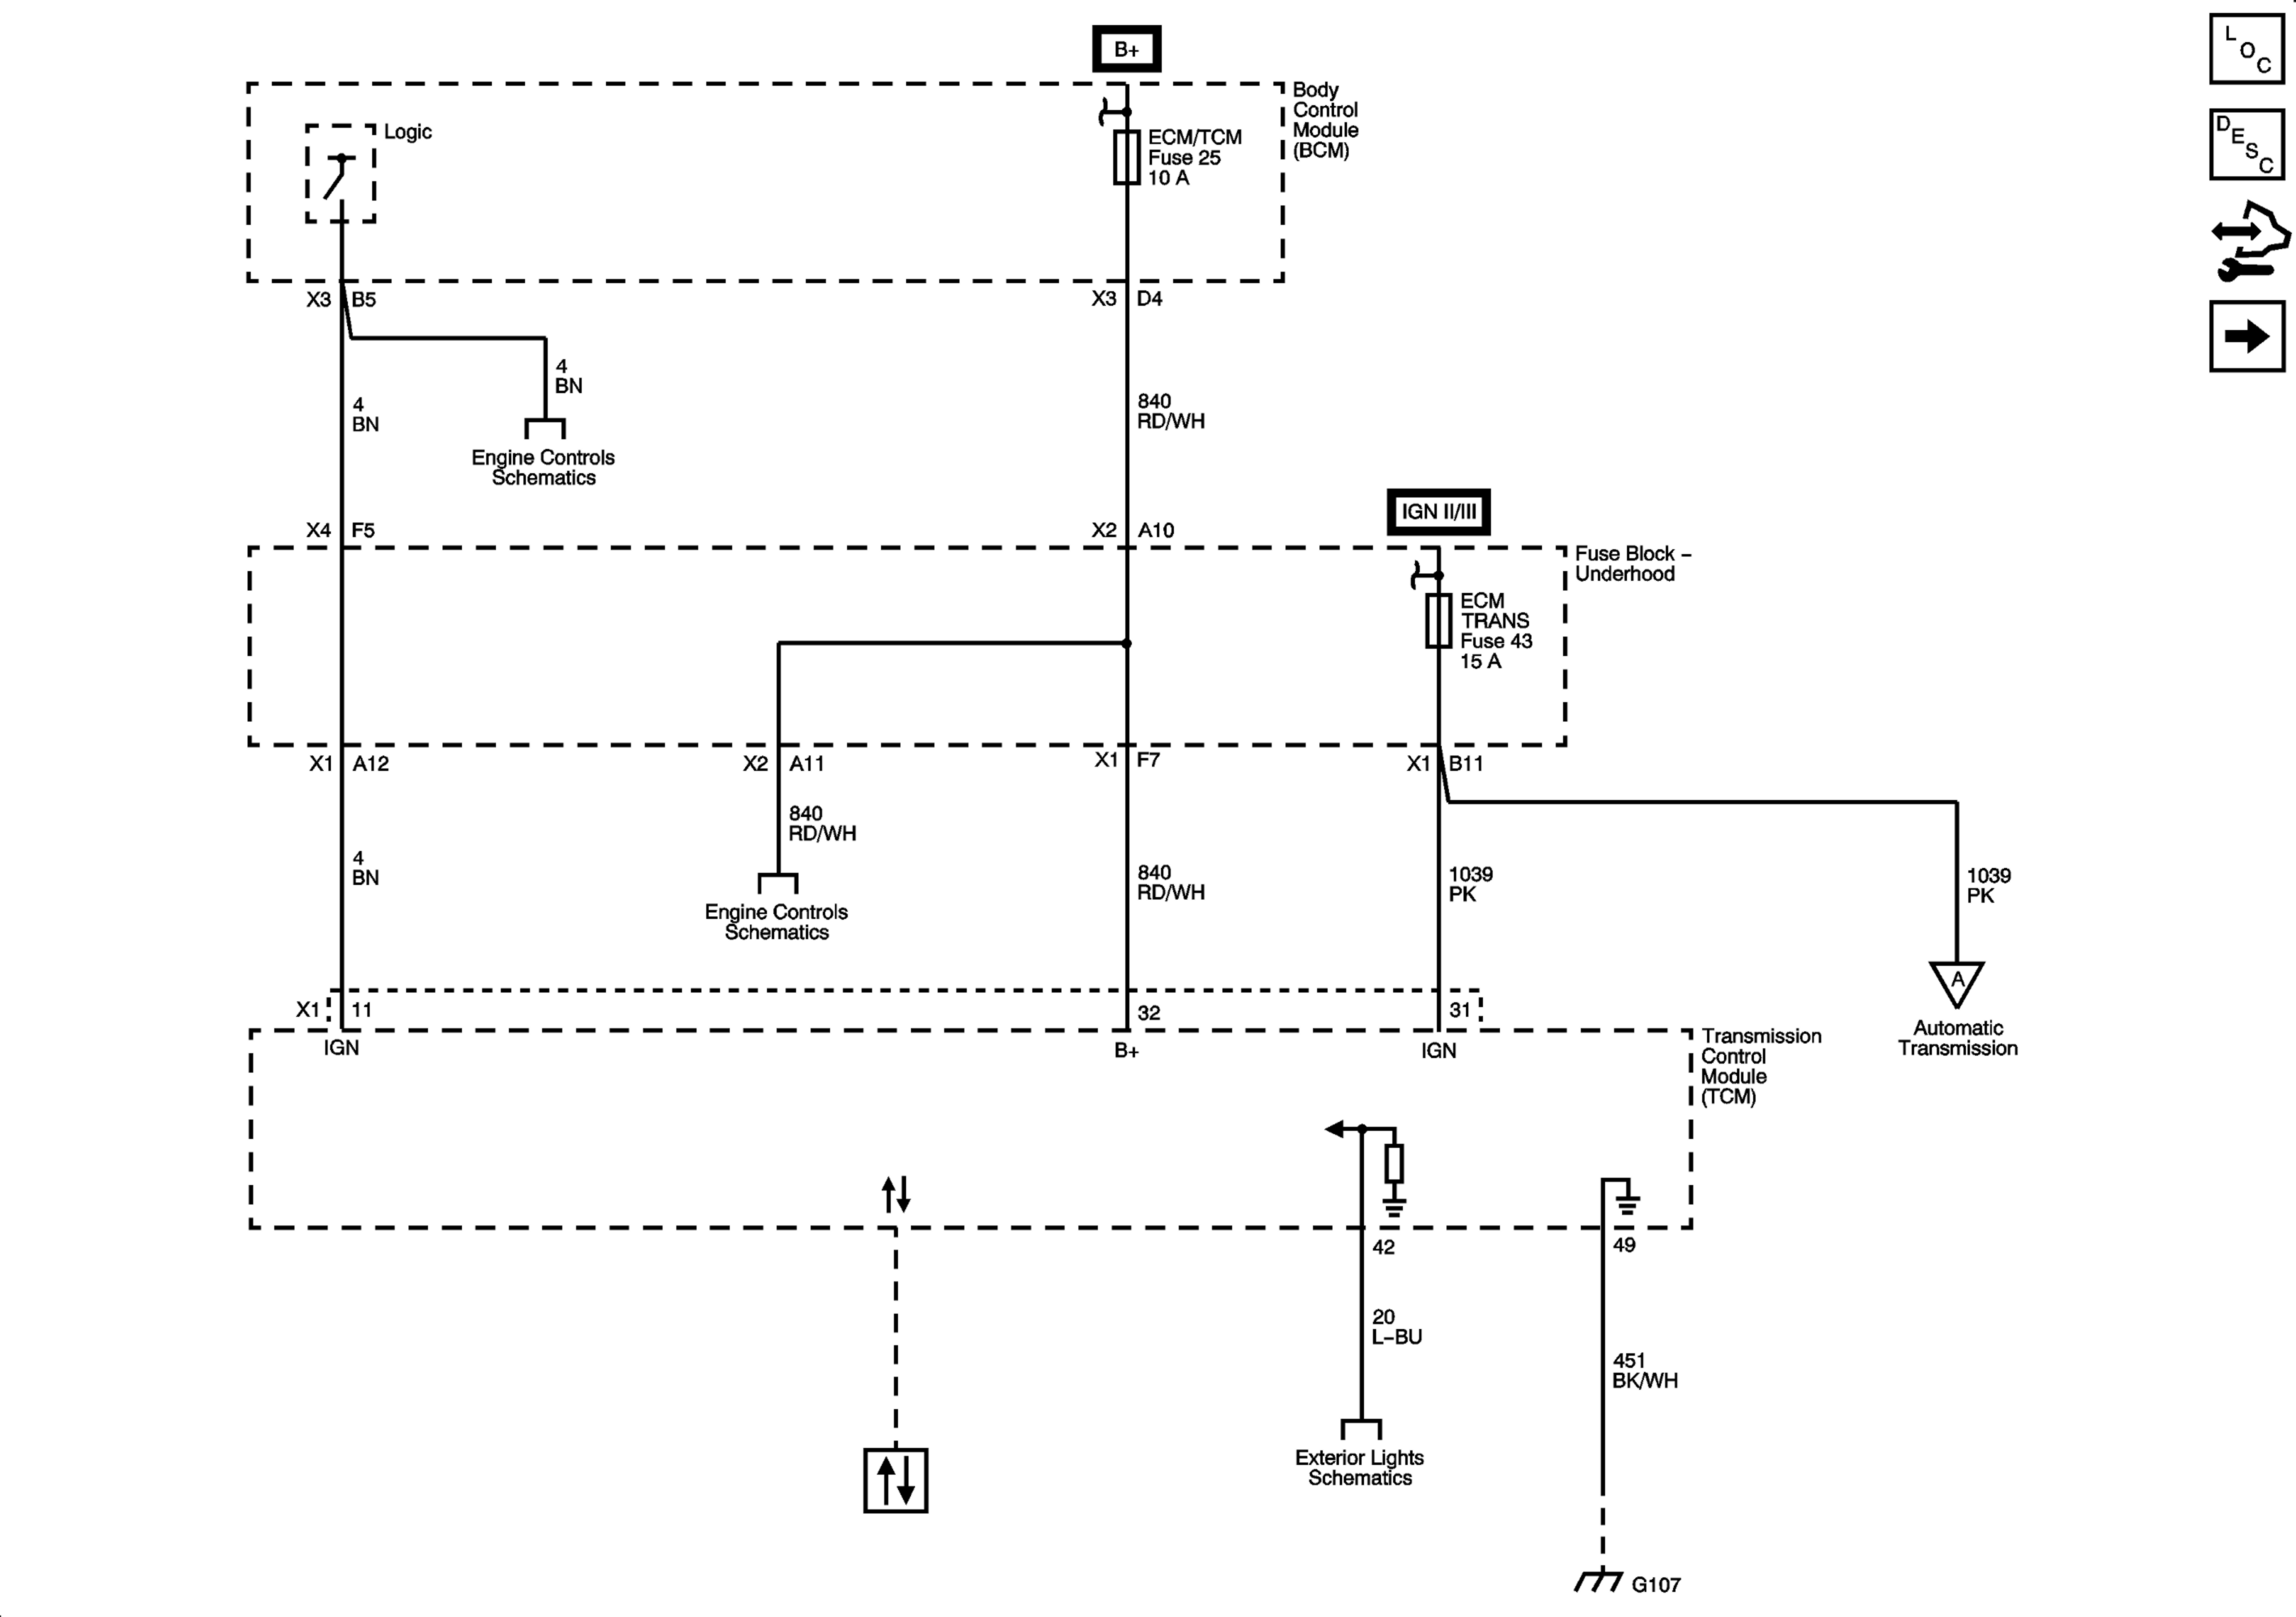 B+
L
O
C
Body
Control
Module
(BCM)
D
E
S
C
Logic
ECM/TCM
Fuse 25
10 A
X3 B5
X3 D4
4
BN
4
BN
840
RD/WH
Engine Controls
Schematics
IGN II/III
X4 F5
X2 A10
Fuse Block –
Underhood
ECM
TRANS
Fuse 43
15 A
X1 A12
X2 A11
X1 F7
X1 B11
840
RD/WH
4
BN
840
RD/WH
1039
PK
1039
PK
Engine Controls
Schematics
A
Automatic
Transmission
X1 11
32
31
IGN
B+
IGN
Transmission
Control
Module
(TCM)
42
49
20
L–BU
451
BK/WH
Exterior Lights
Schematics
G107